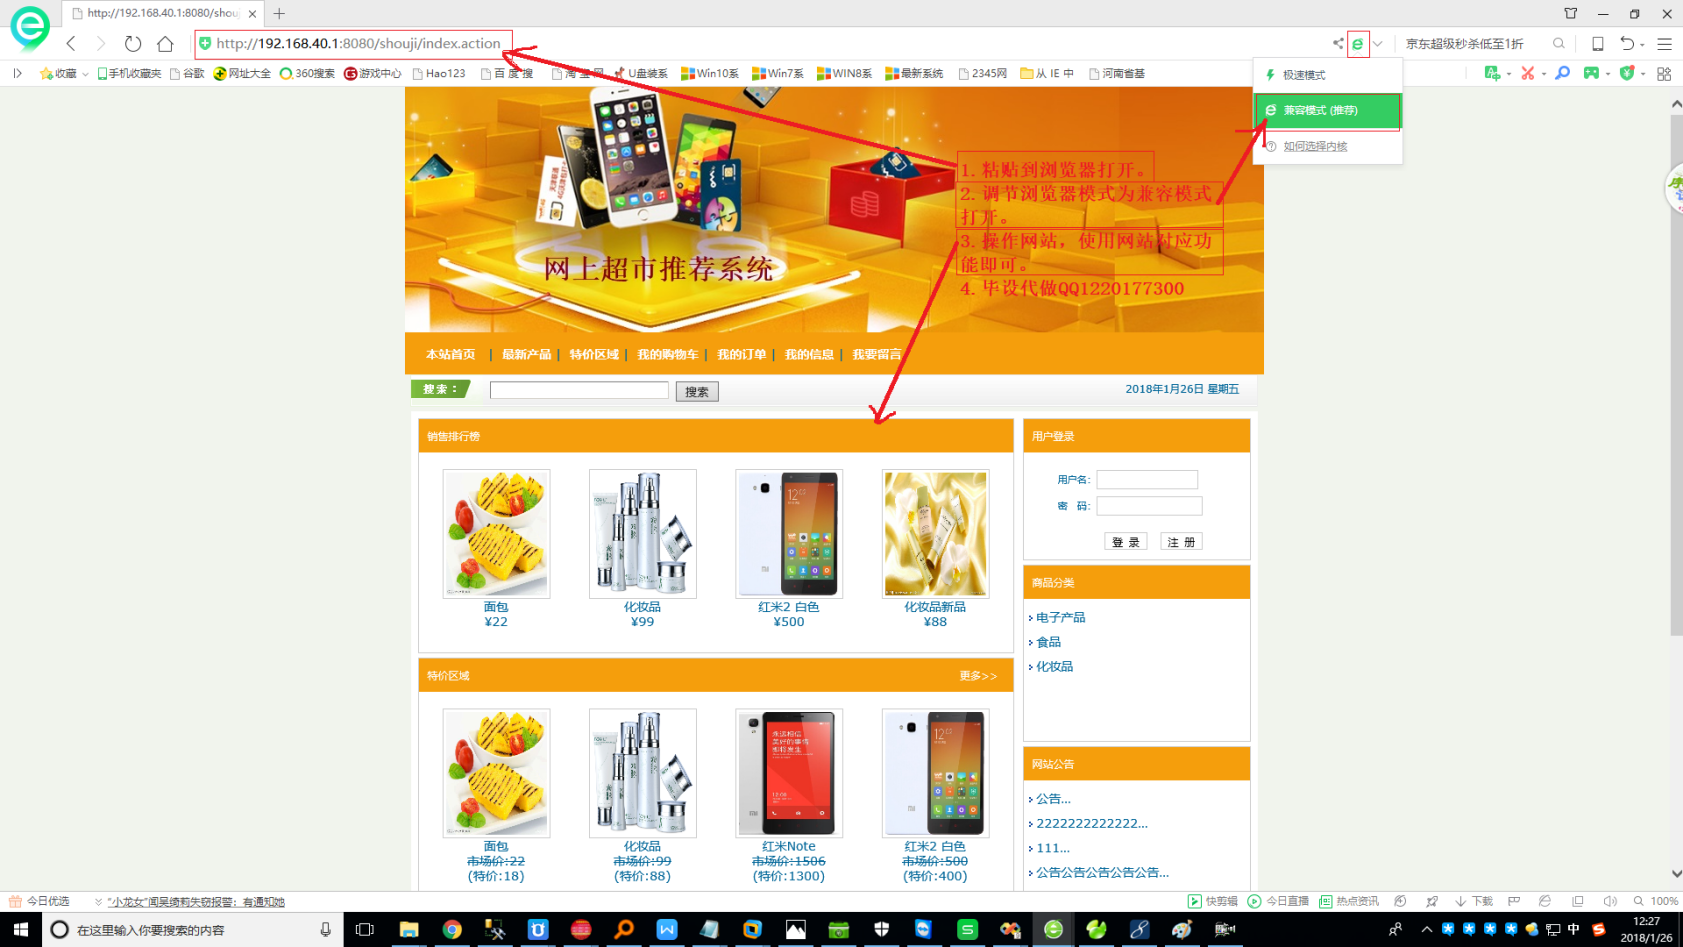 http://192.168.40.1:8080/shouj
http://192.168.40.1:8080/shouji/index.action
京东超级秒杀低至1折
收藏 手机收藏夹 谷歌 网址大全 360搜索 游戏中心 Hao123 U盘装系 Win10系 Win7系 WIN8系 最新系统 2345网 从 IE 中 河南省基
极速模式
兼容模式 (推荐)
如何选择内核
1. 粘贴到浏览器打开。
2. 调节浏览器模式为兼容模式
打开。
3. 操作网站，使用网站对应功
能即可。
4. 毕设代做QQ1220177300
网上超市推荐系统
本站首页 | 最新产品 | 特价区域 | 我的购物车 | 我的订单 | 我的信息 | 我要留言
搜索： 搜索 2018年1月26日 星期五
销售排行榜
面包 化妆品 红米2 白色 化妆品新品
¥22 ¥99 ¥500 ¥88
用户登录
用户名:
密 码:
登 录 注 册
商品分类
电子产品
食品
化妆品
特价区域 更多>>
面包 化妆品 红米Note 红米2 白色
市场价:22 市场价:99 市场价:1506 市场价:500
(特价:18) (特价:88) (特价:1300) (特价:400)
网站公告
公告...
2222222222222...
111...
公告公告公告公告公告...
今日优选 "小龙女"闻吴绮莉失窃报警：有通知她 快剪辑 今日直播 热点资讯 下载 100%
在这里输入你要搜索的内容 中 12:27
2018/1/26